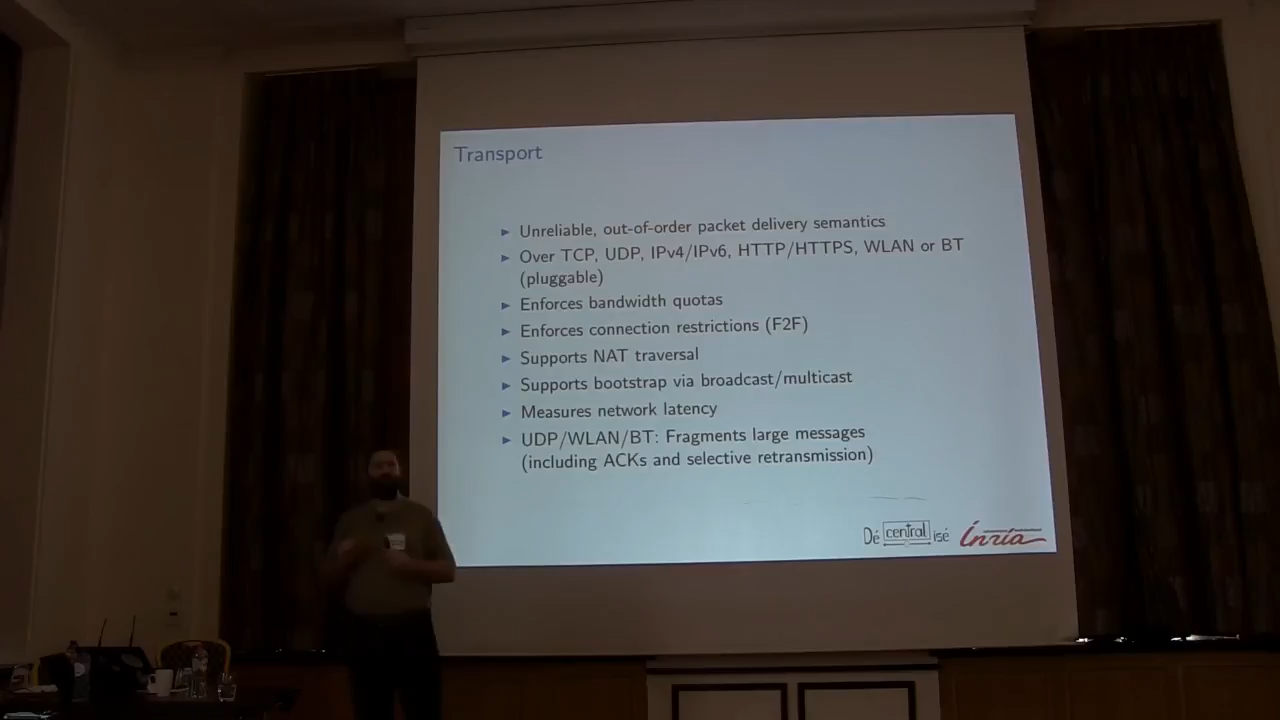 Transport
► Unreliable, out-of-order packet delivery semantics
► Over TCP, UDP, IPv4/IPv6, HTTP/HTTPS, WLAN or BT
(pluggable)
► Enforces bandwidth quotas
► Enforces connection restrictions (F2F)
► Supports NAT traversal
► Supports bootstrap via broadcast/multicast
► Measures network latency
► UDP/WLAN/BT: Fragments large messages
(including ACKs and selective retransmission)
Dé central isé Inría